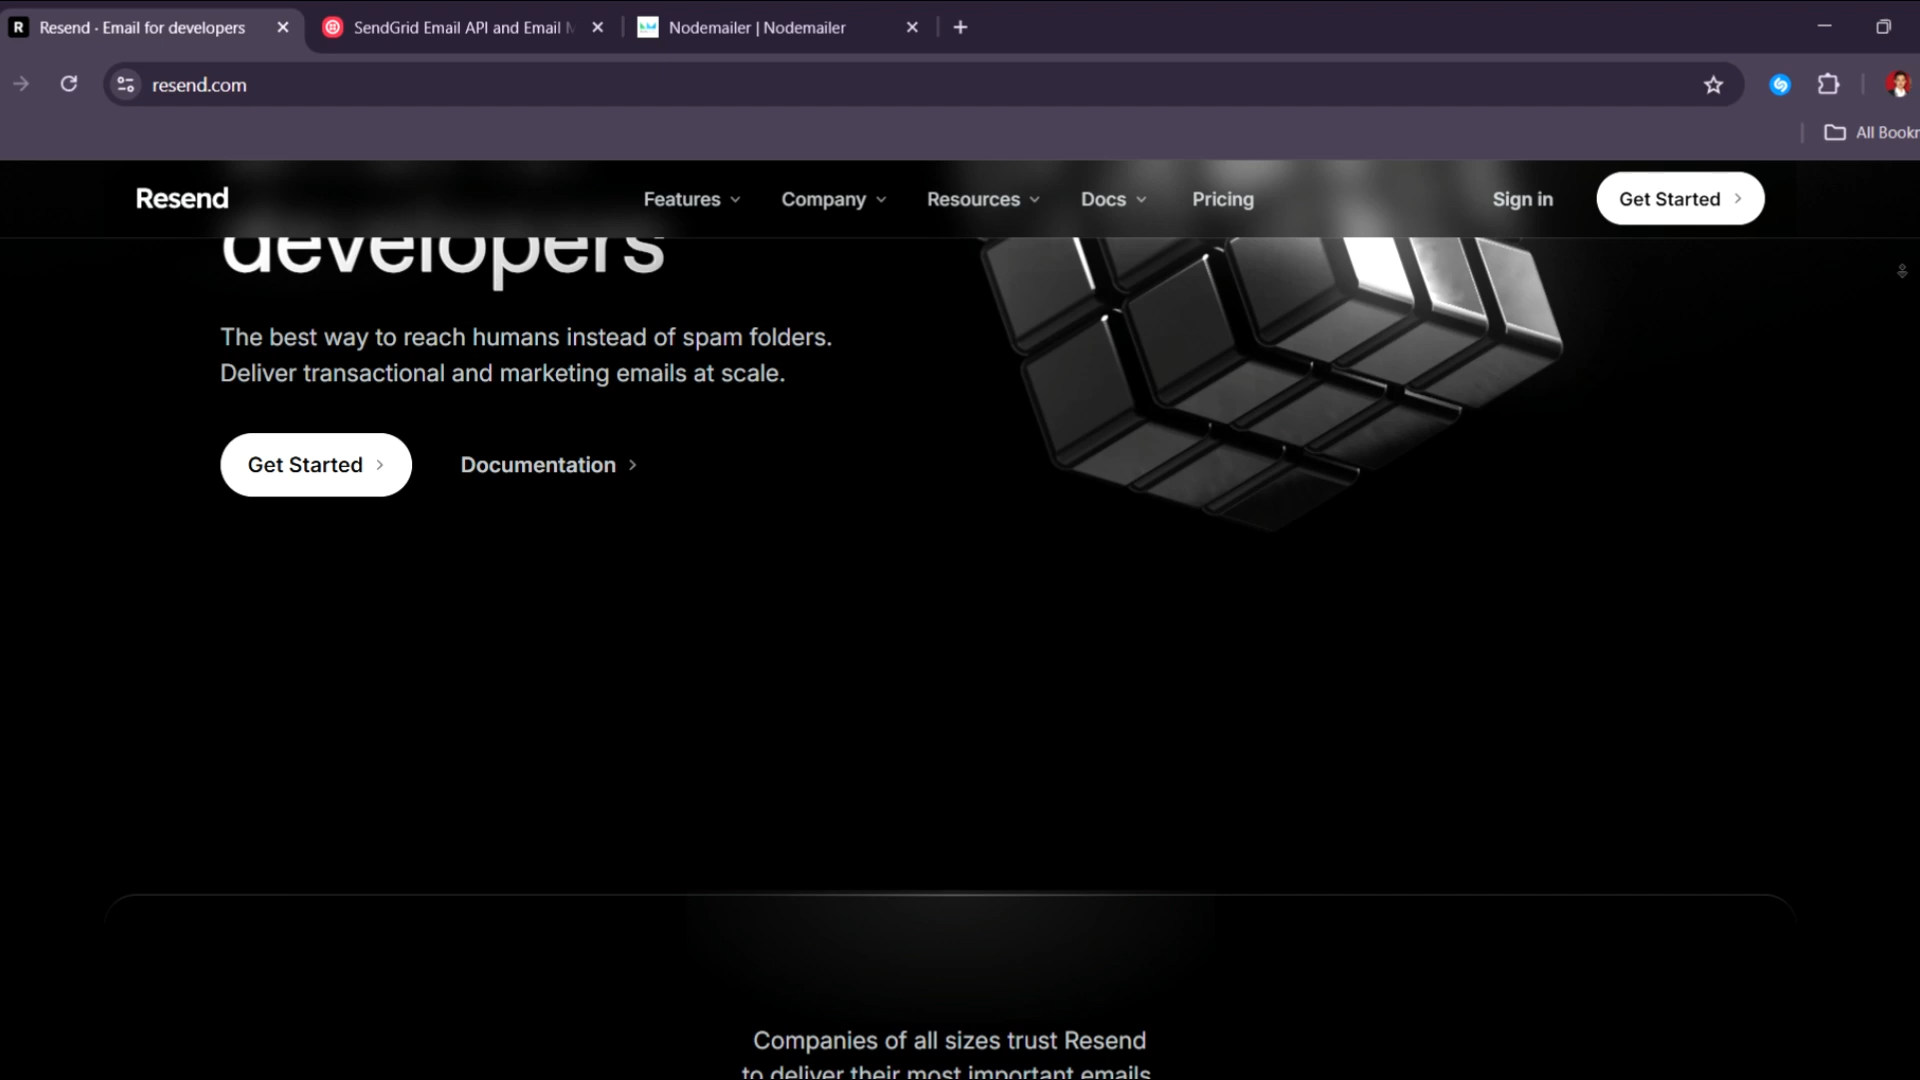 R Resend · Email for developers
SendGrid Email API and Email
Nodemailer | Nodemailer
resend.com
All Bookr
Resend
Features
Company
Resources
Docs
Pricing
Sign in
Get Started
developers
The best way to reach humans instead of spam folders.
Deliver transactional and marketing emails at scale.
Get Started
Documentation
Companies of all sizes trust Resend
to deliver their most important emails